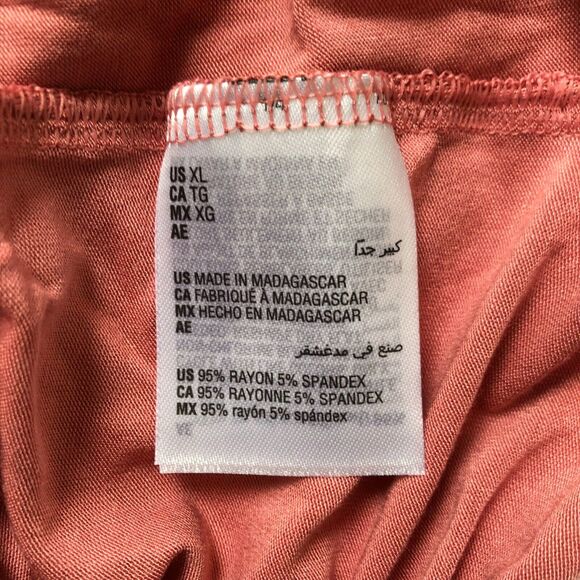 US XL
CA TG
MX XG
AE
كبير جدًا
US MADE IN MADAGASCAR
CA FABRIQUÉ À MADAGASCAR
MX HECHO EN MADAGASCAR
AE
صنع في مدغشقر
US 95% RAYON 5% SPANDEX
CA 95% RAYONNE 5% SPANDEX
MX 95% rayón 5% spándex